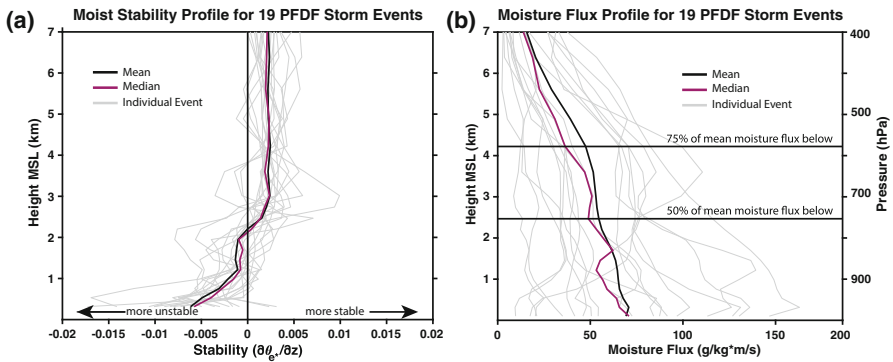 (a)
Moist Stability Profile for 19 PFDF Storm Events
7
6
5
4
3
2
1
Height MSL (km)
Mean
Median
Individual Event
more unstable
more stable
-0.02
-0.015
-0.01
-0.005
0
0.005
0.01
0.015
0.02
Stability (∂θe*/∂z)
(b)
Moisture Flux Profile for 19 PFDF Storm Events
7
6
5
4
3
2
1
Height MSL (km)
Mean
Median
Individual Event
75% of mean moisture flux below
50% of mean moisture flux below
400
500
700
900
Pressure (hPa)
0
50
100
150
200
Moisture Flux (g/kg*m/s)